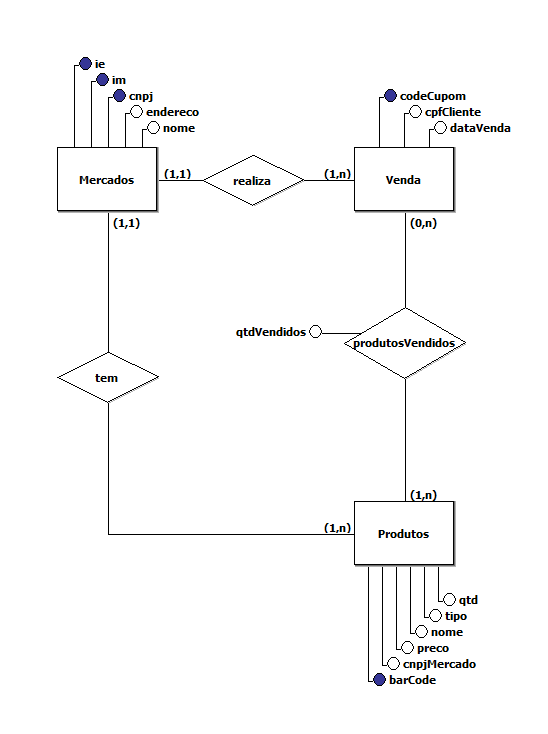 ie
im
cnpj
endereco
nome
codeCupom
cpfCliente
dataVenda
Mercados
(1,1)
realiza
(1,n)
Venda
(1,1)
(0,n)
qtdVendidos
produtosVendidos
tem
(1,n)
(1,n)
Produtos
qtd
tipo
nome
preco
cnpjMercado
barCode